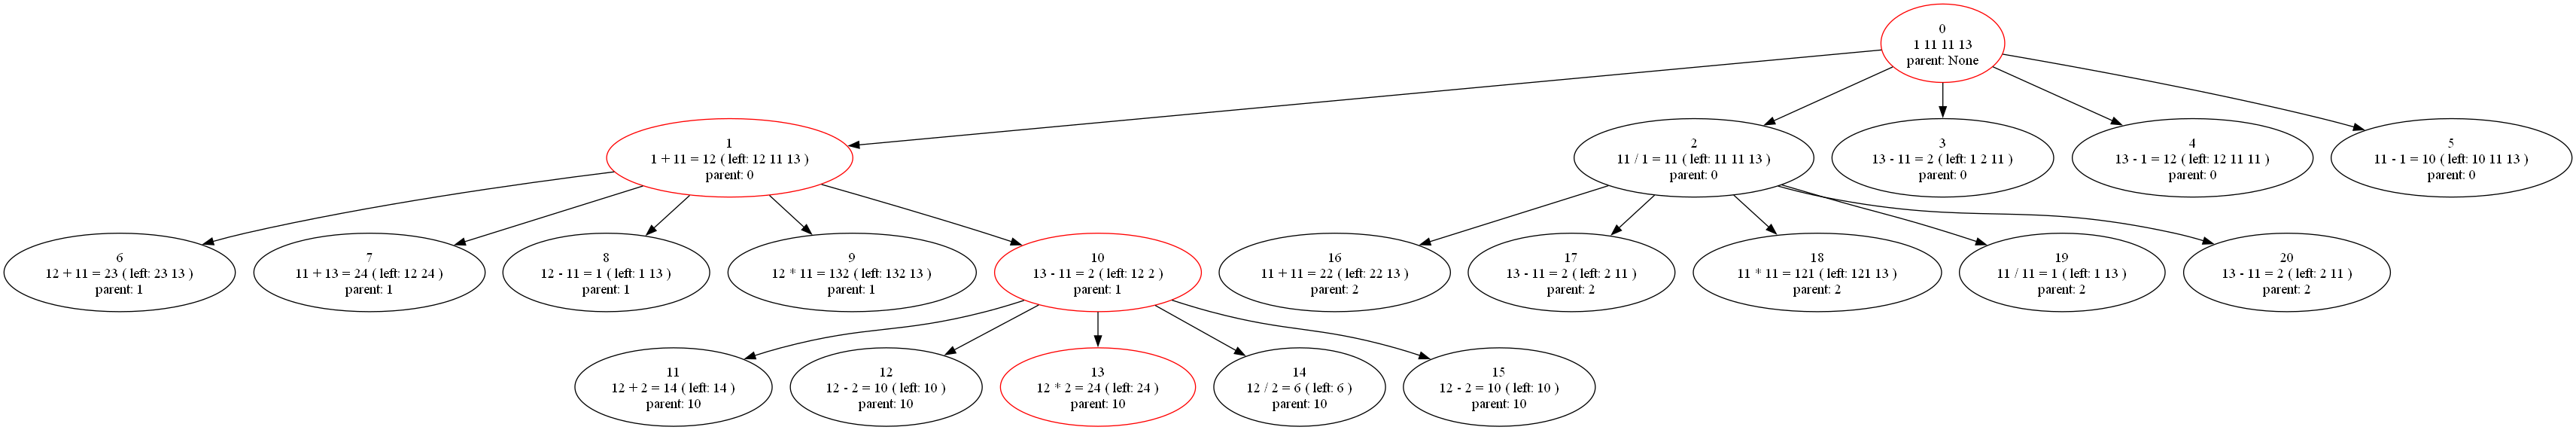 0
1 11 11 13
parent: None
1
1 + 11 = 12 ( left: 12 11 13 )
parent: 0
2
11 / 1 = 11 ( left: 11 11 13 )
parent: 0
3
13 - 11 = 2 ( left: 1 2 11 )
parent: 0
4
13 - 1 = 12 ( left: 12 11 11 )
parent: 0
5
11 - 1 = 10 ( left: 10 11 13 )
parent: 0
6
12 + 11 = 23 ( left: 23 13 )
parent: 1
7
11 + 13 = 24 ( left: 12 24 )
parent: 1
8
12 - 11 = 1 ( left: 1 13 )
parent: 1
9
12 * 11 = 132 ( left: 132 13 )
parent: 1
10
13 - 11 = 2 ( left: 12 2 )
parent: 1
16
11 + 11 = 22 ( left: 22 13 )
parent: 2
17
13 - 11 = 2 ( left: 2 11 )
parent: 2
18
11 * 11 = 121 ( left: 121 13 )
parent: 2
19
11 / 11 = 1 ( left: 1 13 )
parent: 2
20
13 - 11 = 2 ( left: 2 11 )
parent: 2
11
12 + 2 = 14 ( left: 14 )
parent: 10
12
12 - 2 = 10 ( left: 10 )
parent: 10
13
12 * 2 = 24 ( left: 24 )
parent: 10
14
12 / 2 = 6 ( left: 6 )
parent: 10
15
12 - 2 = 10 ( left: 10 )
parent: 10